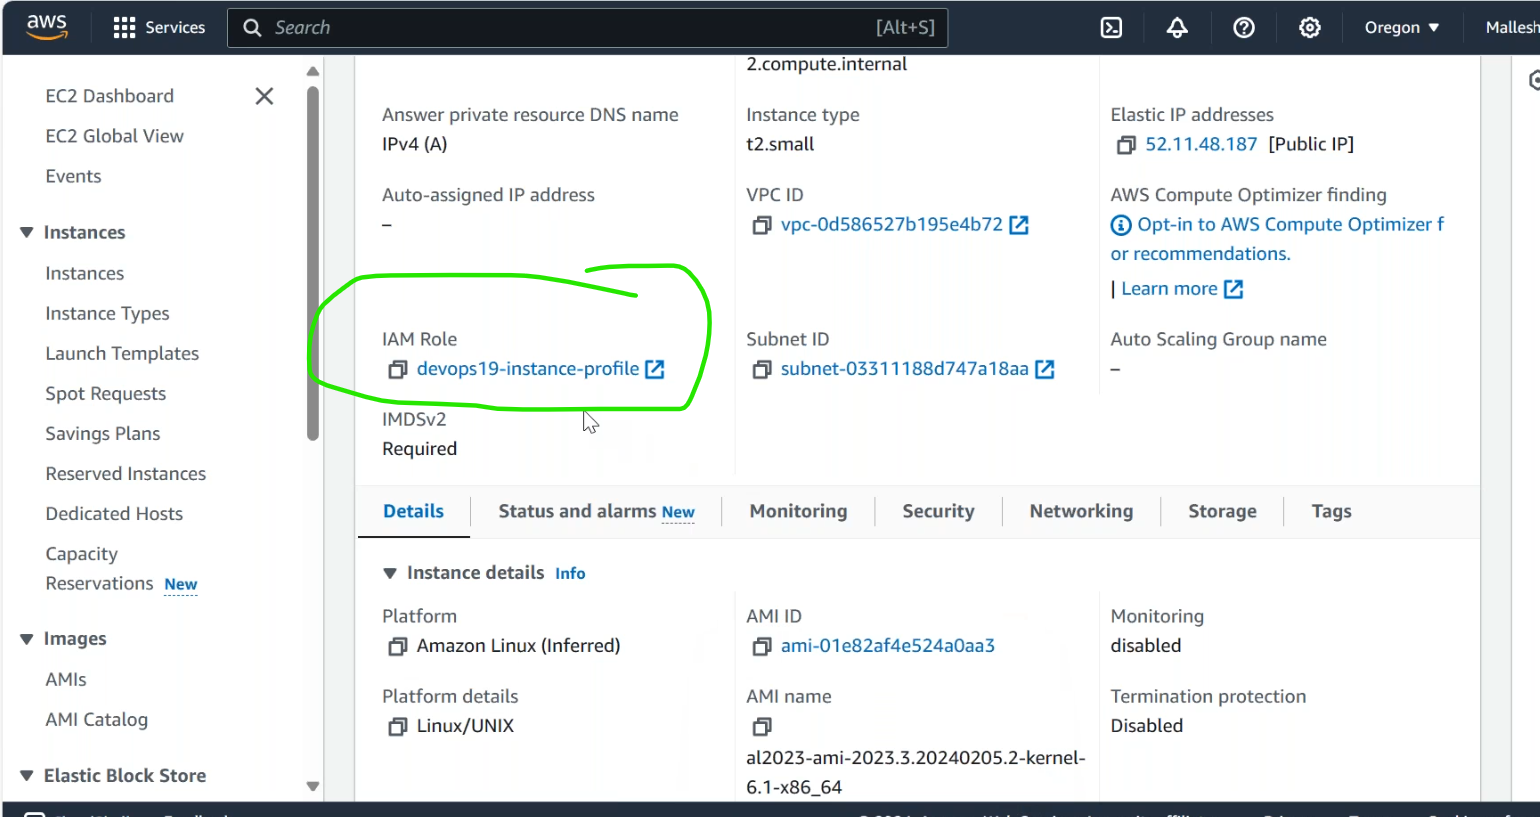 aws
Services
Search
[Alt+S]
Oregon ▼
Mallesh
EC2 Dashboard
EC2 Global View
Events
Instances
Instances
Instance Types
Launch Templates
Spot Requests
Savings Plans
Reserved Instances
Dedicated Hosts
Capacity
Reservations New
Images
AMIs
AMI Catalog
Elastic Block Store
2.compute.internal
Answer private resource DNS name
IPv4 (A)
Instance type
t2.small
Elastic IP addresses
52.11.48.187 [Public IP]
Auto-assigned IP address
–
VPC ID
vpc-0d586527b195e4b72
AWS Compute Optimizer finding
Opt-in to AWS Compute Optimizer f
or recommendations.
| Learn more
IAM Role
devops19-instance-profile
Subnet ID
subnet-03311188d747a18aa
Auto Scaling Group name
–
IMDSv2
Required
Details
Status and alarms New
Monitoring
Security
Networking
Storage
Tags
Instance details Info
Platform
Amazon Linux (Inferred)
AMI ID
ami-01e82af4e524a0aa3
Monitoring
disabled
Platform details
Linux/UNIX
AMI name
al2023-ami-2023.3.20240205.2-kernel-
6.1-x86_64
Termination protection
Disabled